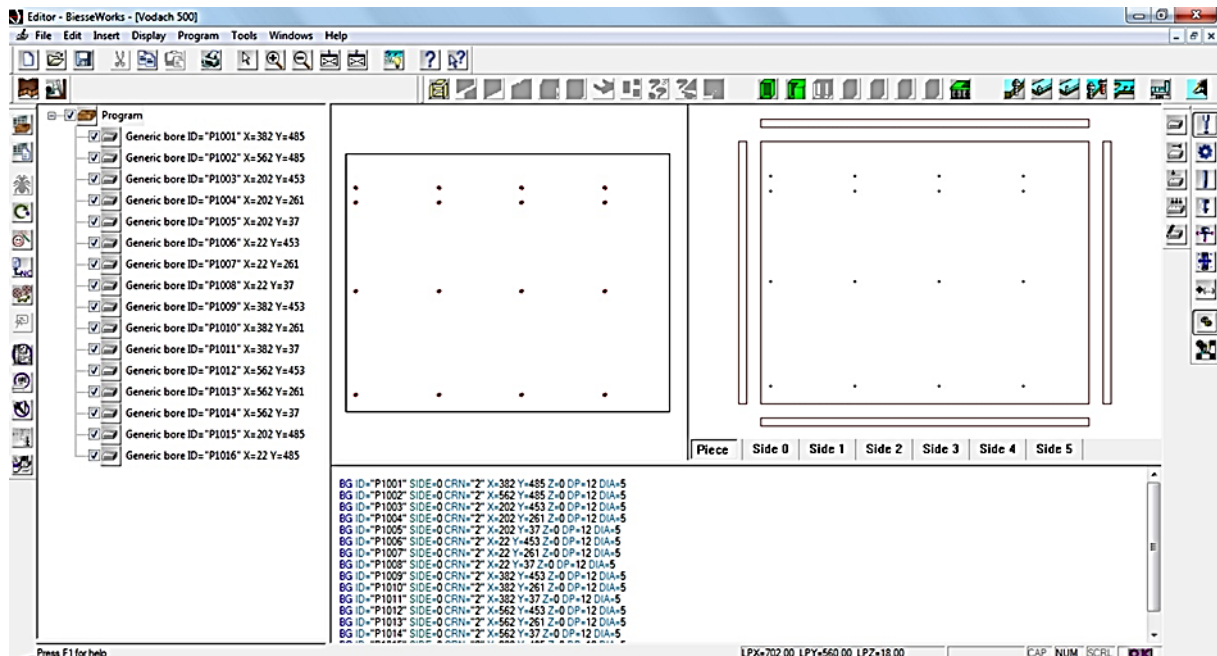 Editor - BiesseWorks - [Vodach 500]
File Edit Insert Display Program Tools Windows Help
Program
Generic bore ID="P1001" X=382 Y=485
Generic bore ID="P1002" X=562 Y=485
Generic bore ID="P1003" X=202 Y=453
Generic bore ID="P1004" X=202 Y=261
Generic bore ID="P1005" X=202 Y=37
Generic bore ID="P1006" X=22 Y=453
Generic bore ID="P1007" X=22 Y=261
Generic bore ID="P1008" X=22 Y=37
Generic bore ID="P1009" X=382 Y=453
Generic bore ID="P1010" X=382 Y=261
Generic bore ID="P1011" X=382 Y=37
Generic bore ID="P1012" X=562 Y=453
Generic bore ID="P1013" X=562 Y=261
Generic bore ID="P1014" X=562 Y=37
Generic bore ID="P1015" X=202 Y=485
Generic bore ID="P1016" X=22 Y=485
Piece Side 0 Side 1 Side 2 Side 3 Side 4 Side 5
BG ID="P1001" SIDE=0 CRN="2" X=382 Y=485 Z=0 DP=12 DIA=5
BG ID="P1002" SIDE=0 CRN="2" X=562 Y=485 Z=0 DP=12 DIA=5
BG ID="P1003" SIDE=0 CRN="2" X=202 Y=453 Z=0 DP=12 DIA=5
BG ID="P1004" SIDE=0 CRN="2" X=202 Y=261 Z=0 DP=12 DIA=5
BG ID="P1005" SIDE=0 CRN="2" X=202 Y=37 Z=0 DP=12 DIA=5
BG ID="P1006" SIDE=0 CRN="2" X=22 Y=453 Z=0 DP=12 DIA=5
BG ID="P1007" SIDE=0 CRN="2" X=22 Y=261 Z=0 DP=12 DIA=5
BG ID="P1008" SIDE=0 CRN="2" X=22 Y=37 Z=0 DP=12 DIA=5
BG ID="P1009" SIDE=0 CRN="2" X=382 Y=453 Z=0 DP=12 DIA=5
BG ID="P1010" SIDE=0 CRN="2" X=382 Y=261 Z=0 DP=12 DIA=5
BG ID="P1011" SIDE=0 CRN="2" X=382 Y=37 Z=0 DP=12 DIA=5
BG ID="P1012" SIDE=0 CRN="2" X=562 Y=453 Z=0 DP=12 DIA=5
BG ID="P1013" SIDE=0 CRN="2" X=562 Y=261 Z=0 DP=12 DIA=5
BG ID="P1014" SIDE=0 CRN="2" X=562 Y=37 Z=0 DP=12 DIA=5
Press F1 for help
LPX=702.00 LPY=560.00 LPZ=18.00 CAP NUM SCRL